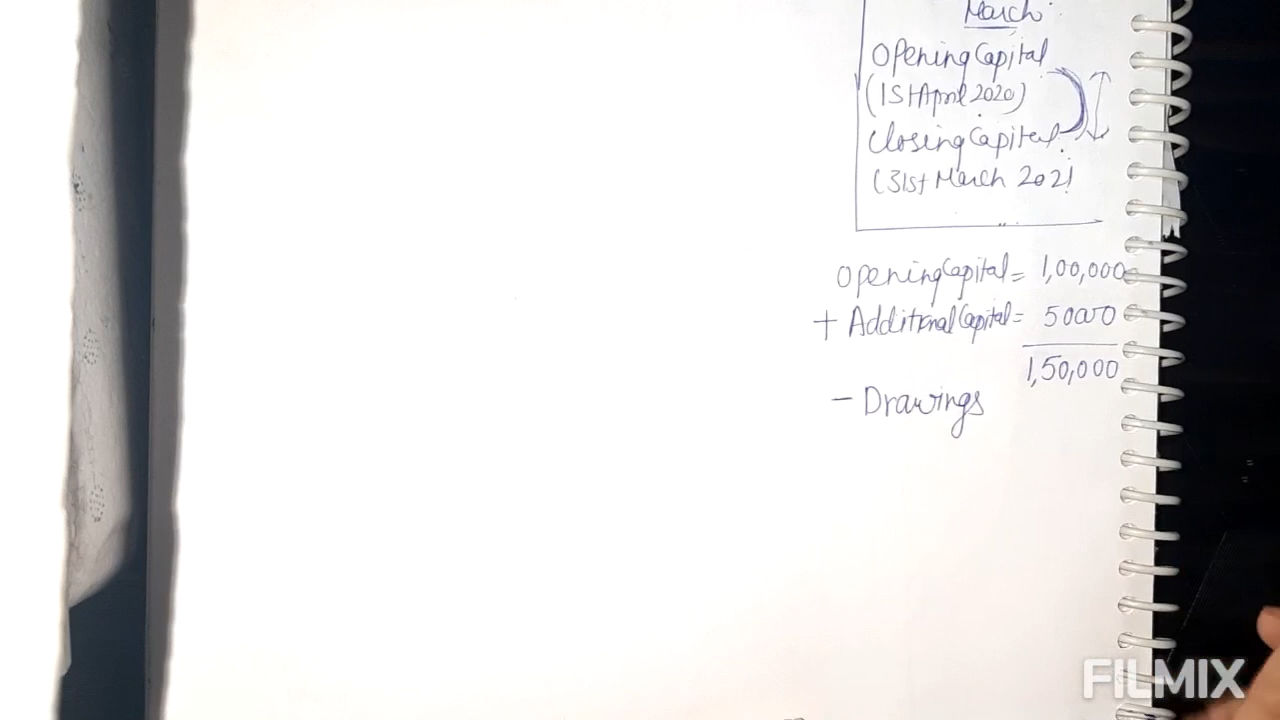 March
Opening Capital
(1st April 2020)
Closing Capital
(31st March 2021
Opening Capital = 1,00,000
+ Additional Capital = 50000
1,50,000
- Drawings
FILMIX